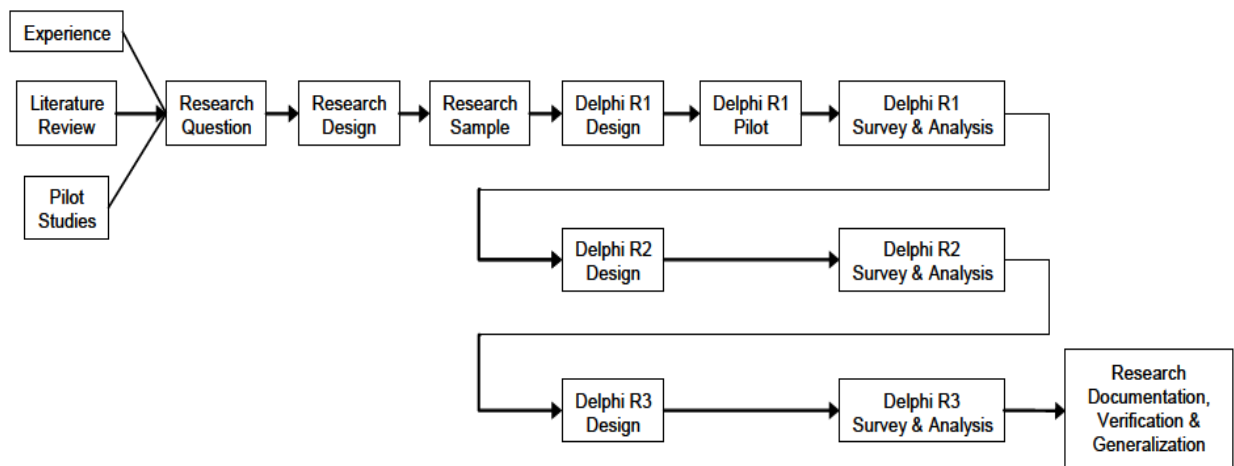 Experience
Literature
Review
Pilot
Studies
Research
Question
Research
Design
Research
Sample
Delphi R1
Design
Delphi R1
Pilot
Delphi R1
Survey & Analysis
Delphi R2
Design
Delphi R2
Survey & Analysis
Delphi R3
Design
Delphi R3
Survey & Analysis
Research
Documentation,
Verification &
Generalization